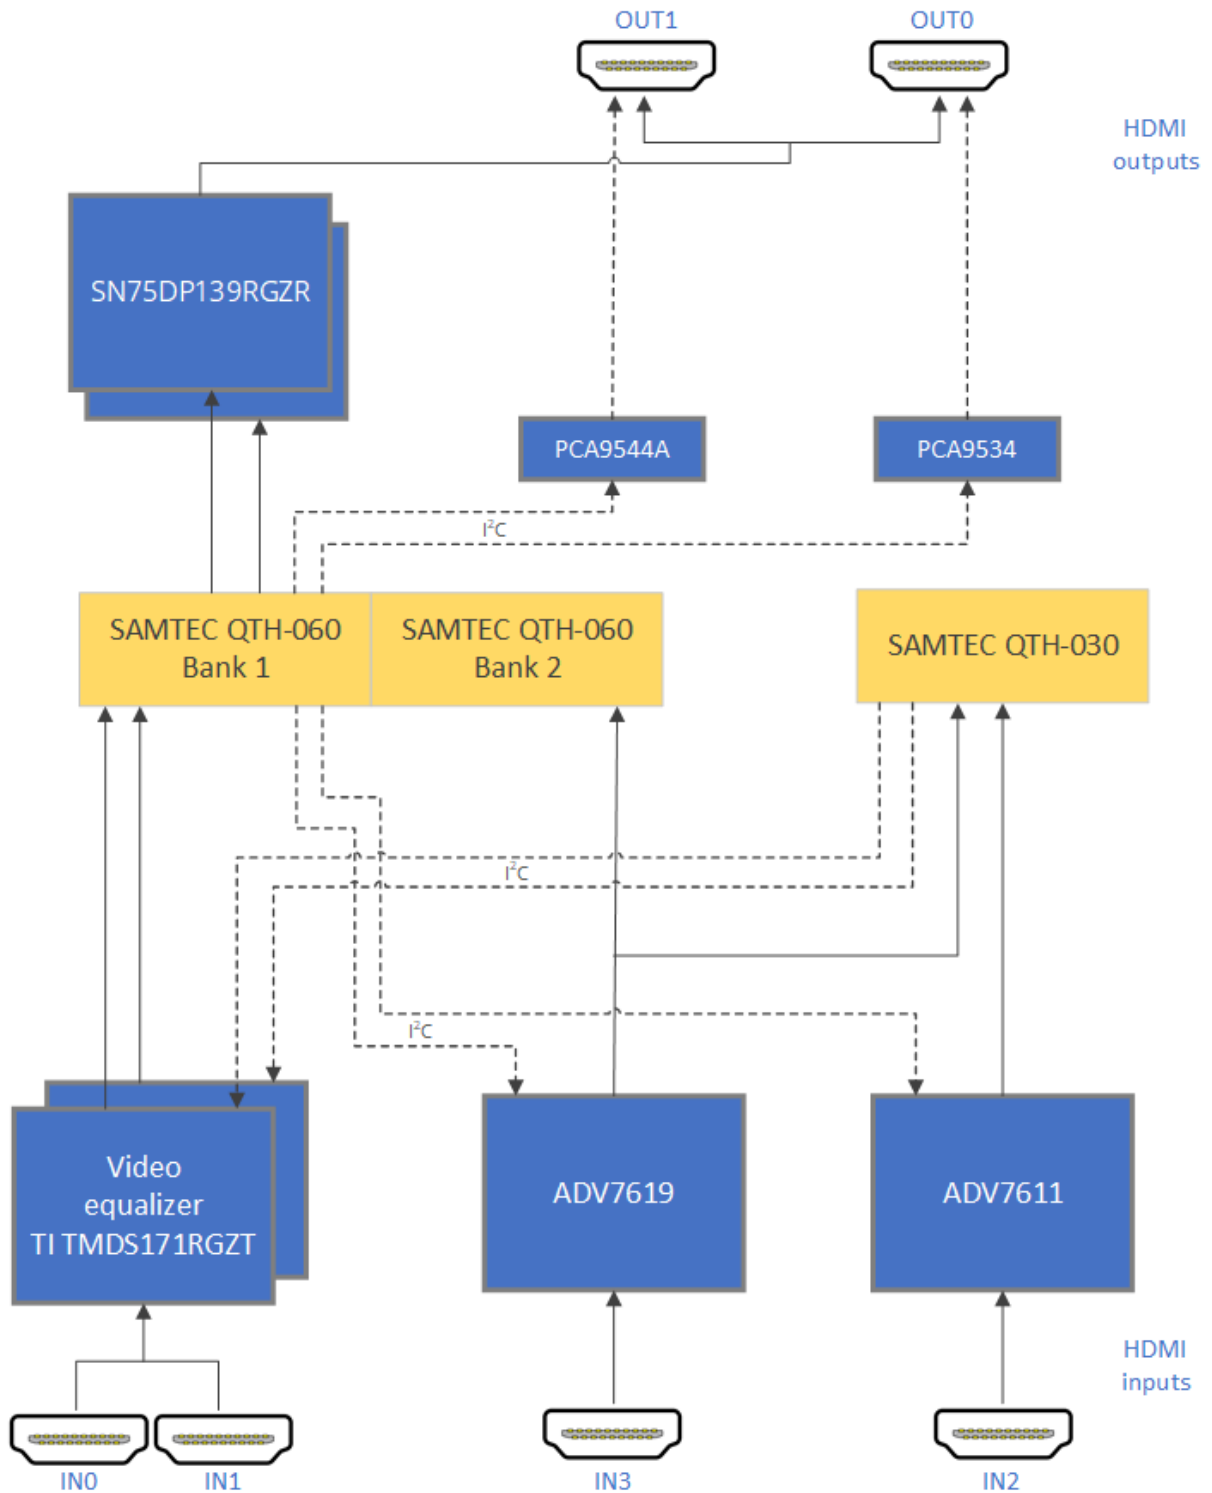 OUT1
OUT0
HDMI
outputs
SN75DP139RGZR
PCA9544A
PCA9534
I²C
SAMTEC QTH-060
Bank 1
SAMTEC QTH-060
Bank 2
SAMTEC QTH-030
I²C
I²C
Video
equalizer
TI TMDS171RGZT
ADV7619
ADV7611
HDMI
inputs
IN0
IN1
IN3
IN2